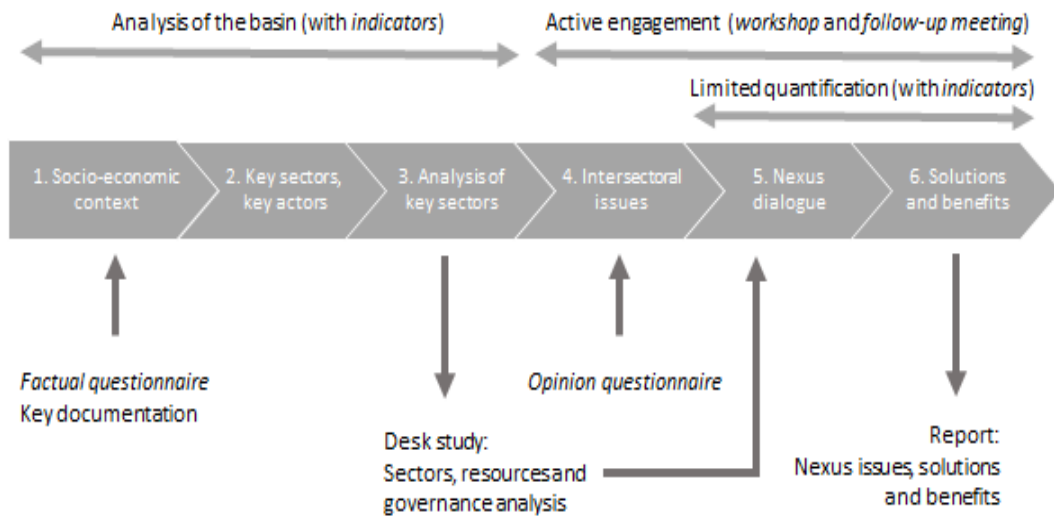 Analysis of the basin (with indicators)
Active engagement (workshop and follow-up meeting)
Limited quantification (with indicators)
1. Socio-economic
context
2. Key sectors,
key actors
3. Analysis of
key sectors
4. Intersectoral
issues
5. Nexus
dialogue
6. Solutions
and benefits
Factual questionnaire
Key documentation
Opinion questionnaire
Desk study:
Sectors, resources and
governance analysis
Report:
Nexus issues, solutions
and benefits